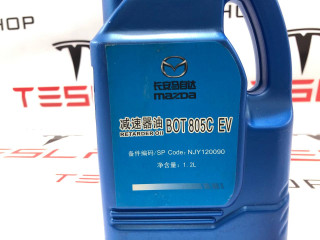 长安马自达
mazda
减速器油 BOT 805C EV
RETARDER OIL
备件编码/SP Code: NJY120090
净含量: 1.2L